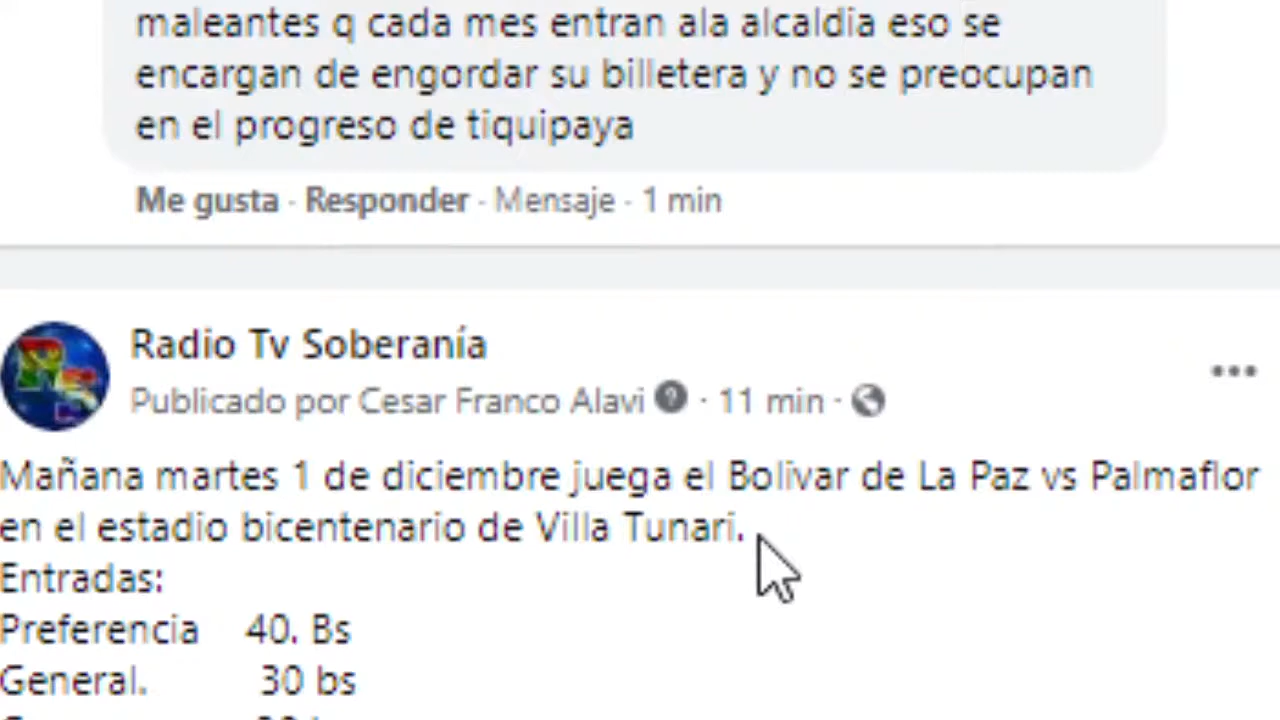 maleantes q cada mes entran ala alcaldia eso se
encargan de engordar su billetera y no se preocupan
en el progreso de tiquipaya
Me gusta · Responder · Mensaje · 1 min
Radio Tv Soberanía
Publicado por Cesar Franco Alavi · 11 min ·
Mañana martes 1 de diciembre juega el Bolivar de La Paz vs Palmaflor
en el estadio bicentenario de Villa Tunari.
Entradas:
Preferencia 40. Bs
General. 30 bs